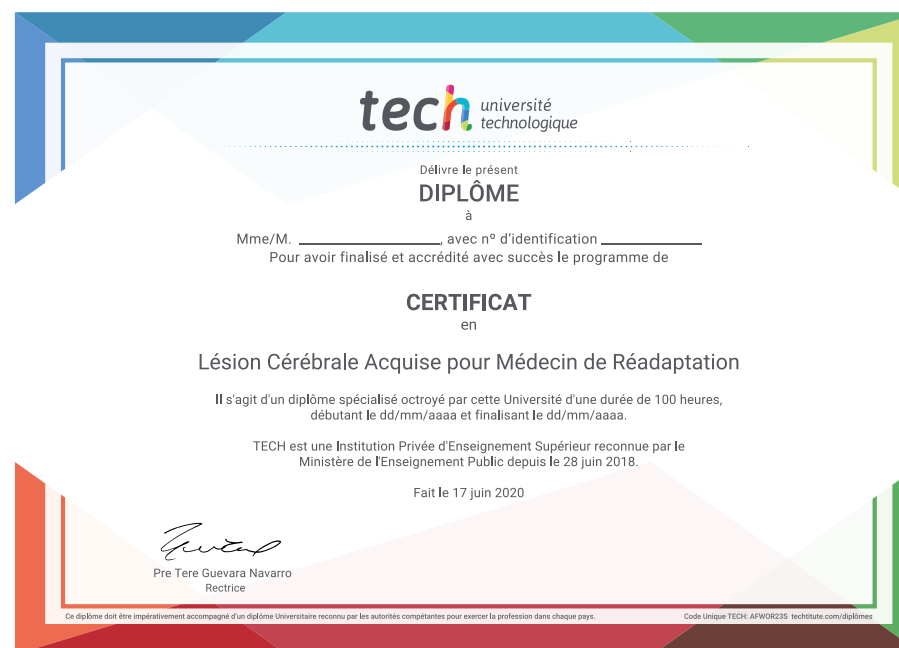 tech université
technologique
Délivre le présent
DIPLÔME
à
Mme/M. ____________________, avec nº d'identification ______________
Pour avoir finalisé et accrédité avec succès le programme de
CERTIFICAT
en
Lésion Cérébrale Acquise pour Médecin de Réadaptation
Il s'agit d'un diplôme spécialisé octroyé par cette Université d'une durée de 100 heures,
débutant le dd/mm/aaaa et finalisant le dd/mm/aaaa.
TECH est une Institution Privée d'Enseignement Supérieur reconnue par le
Ministère de l'Enseignement Public depuis le 28 juin 2018.
Fait le 17 juin 2020
Pre Tere Guevara Navarro
Rectrice
Ce diplôme doit être impérativement accompagné d'un diplôme Universitaire reconnu par les autorités compétentes pour exercer la profession dans chaque pays.
Code Unique TECH: AFWOR23S techtitute.com/diplômes